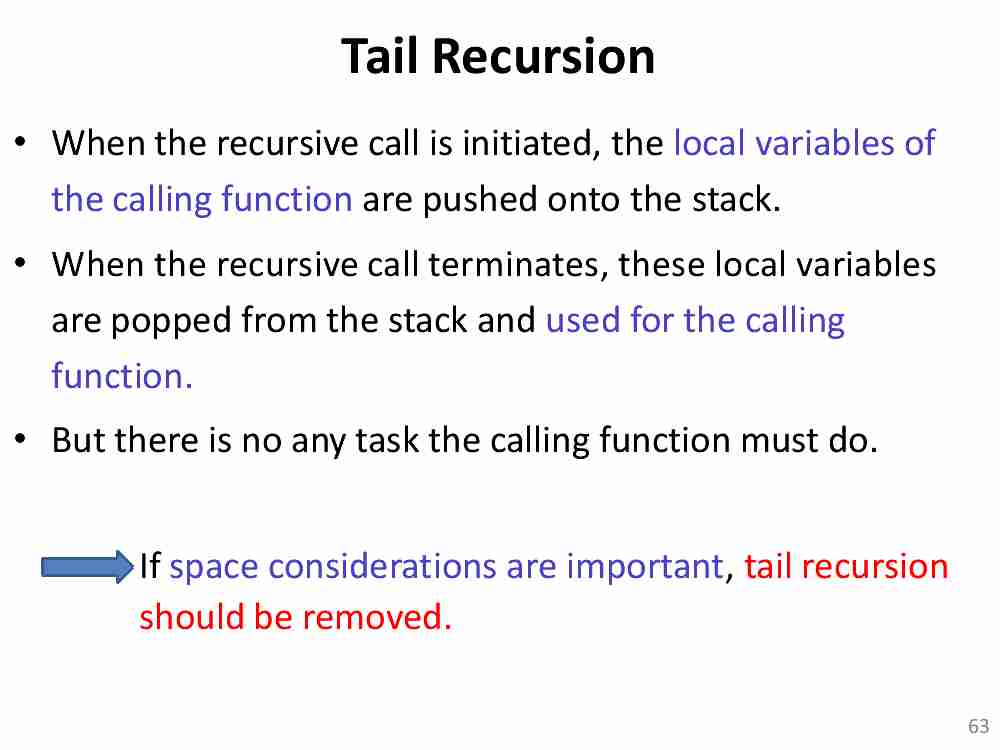 Tail Recursion
• When the recursive call is initiated, the local variables of
the calling function are pushed onto the stack.
• When the recursive call terminates, these local variables
are popped from the stack and used for the calling
function.
• But there is no any task the calling function must do.
If space considerations are important, tail recursion
should be removed.
63